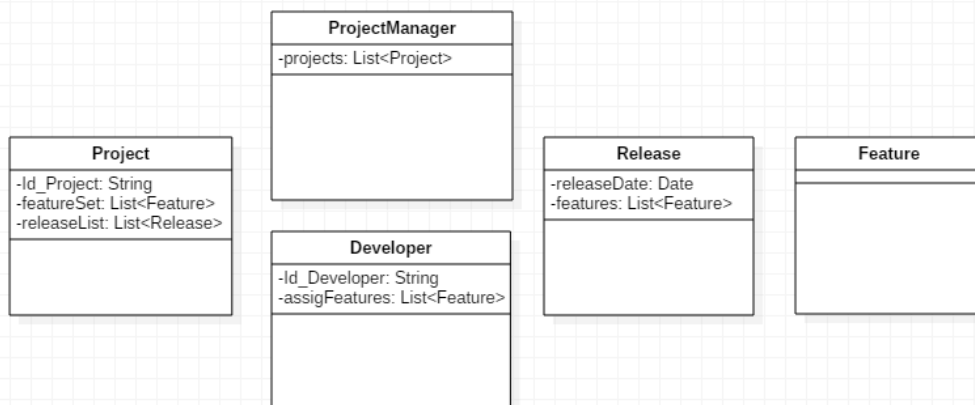 ProjectManager
-projects: List<Project>
Project
-Id_Project: String
-featureSet: List<Feature>
-releaseList: List<Release>
Developer
-Id_Developer: String
-assigFeatures: List<Feature>
Release
-releaseDate: Date
-features: List<Feature>
Feature